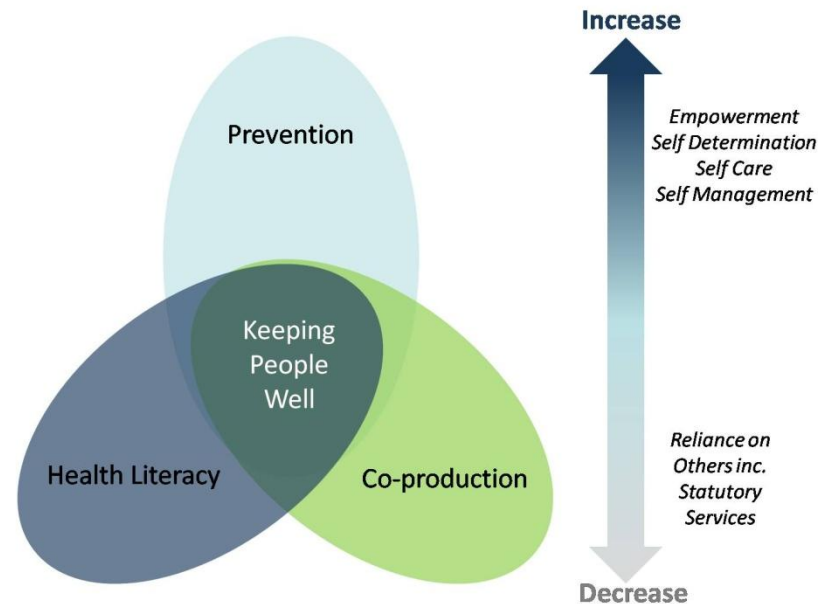 Increase
Prevention
Empowerment
Self Determination
Self Care
Self Management
Keeping
People
Well
Health Literacy
Co-production
Reliance on
Others inc.
Statutory
Services
Decrease